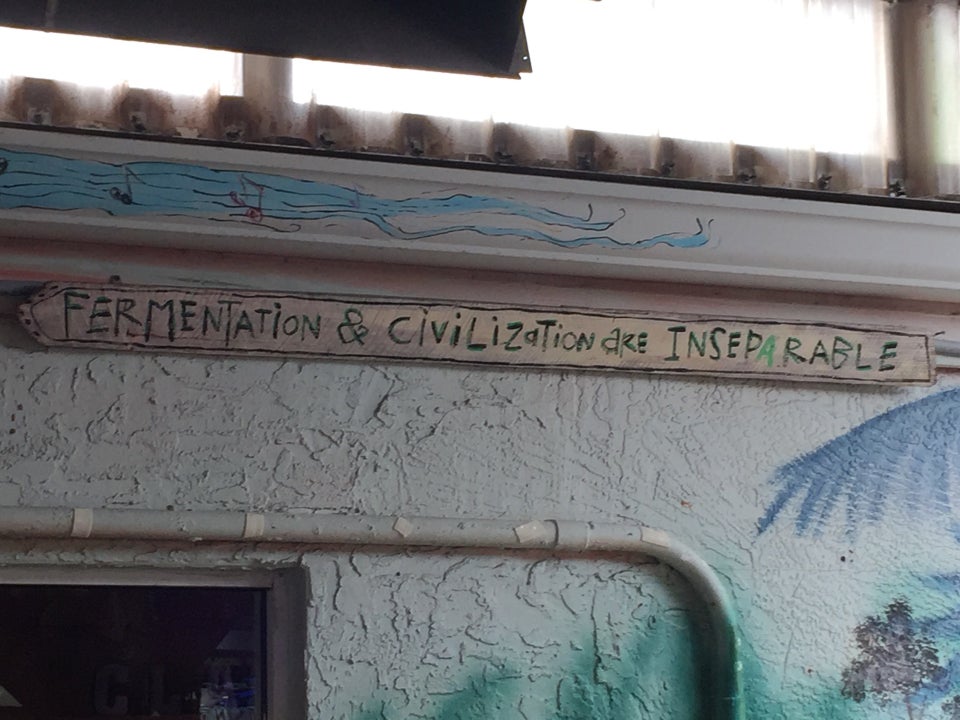 FERMENTATiON & CiViLiZaTiON aRE INSEPARABLE